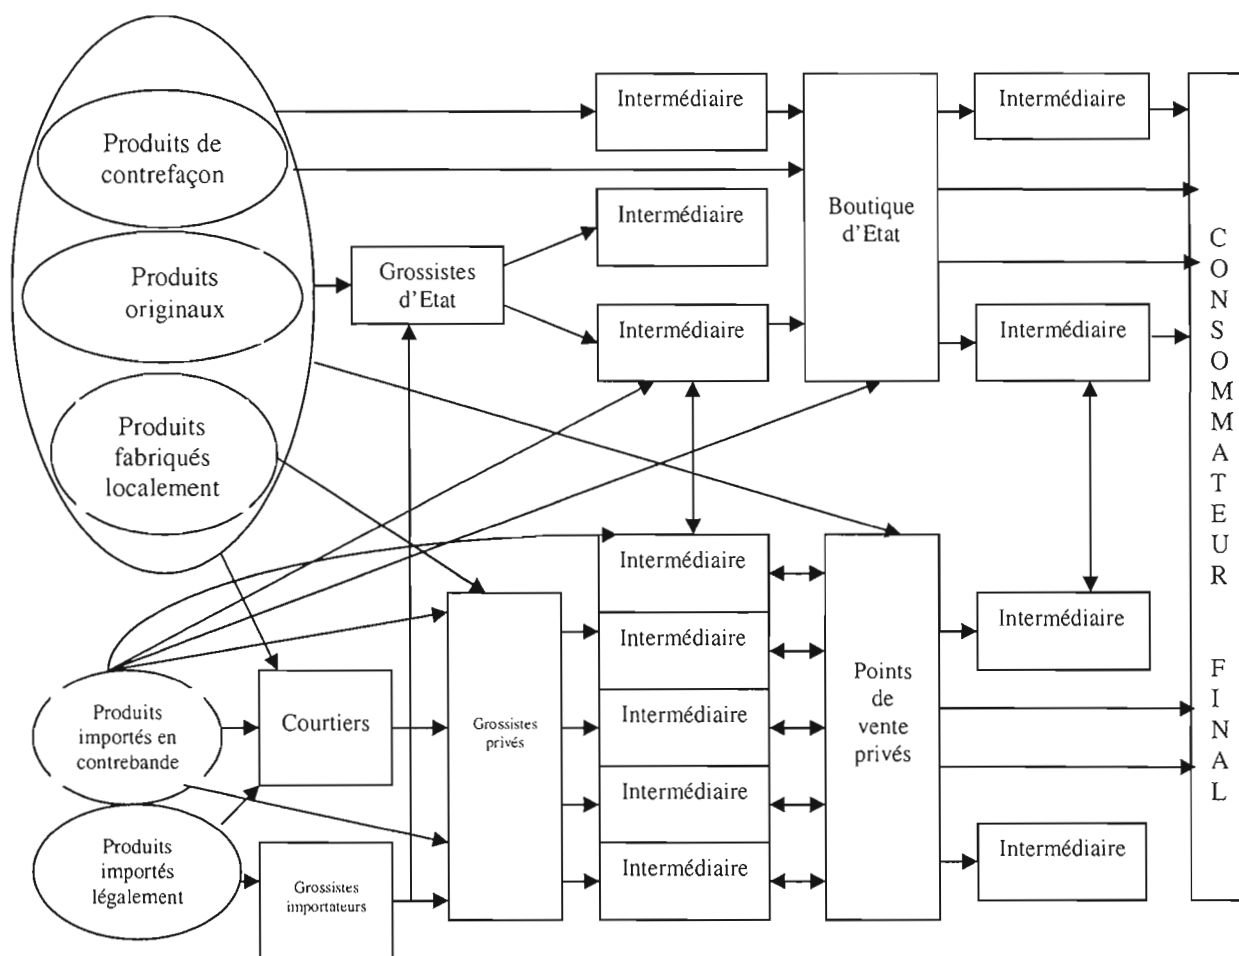 Produits de
contrefaçon
Produits
originaux
Produits
fabriqués
localement
Produits
importés en
contrebande
Produits
importés
légalement
Grossistes
d'Etat
Courtiers
Grossistes
importateurs
Grossistes
privés
Intermédiaire
Intermédiaire
Intermédiaire
Intermédiaire
Intermédiaire
Intermédiaire
Intermédiaire
Intermédiaire
Boutique
d'Etat
Points
de
vente
privés
Intermédiaire
Intermédiaire
Intermédiaire
Intermédiaire
CONSOMMATEUR FINAL